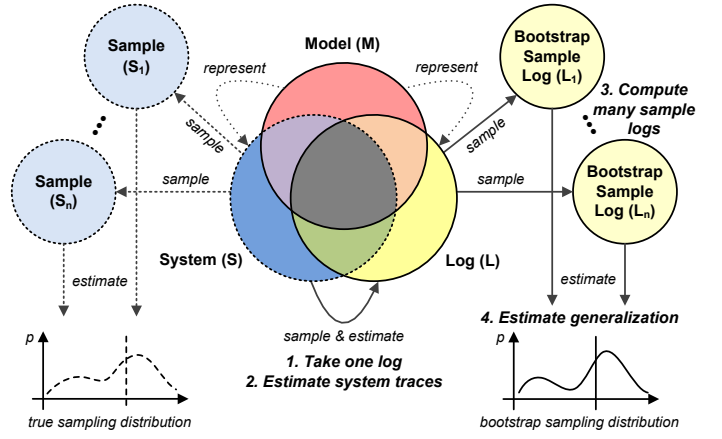 Sample
(S1)
Model (M)
Bootstrap
Sample
Log (L1)
represent
represent
3. Compute
many sample
logs
sample
sample
Sample
(Sn)
sample
sample
Bootstrap
Sample
Log (Ln)
System (S)
Log (L)
estimate
estimate
sample & estimate
4. Estimate generalization
1. Take one log
2. Estimate system traces
p
p
true sampling distribution
bootstrap sampling distribution